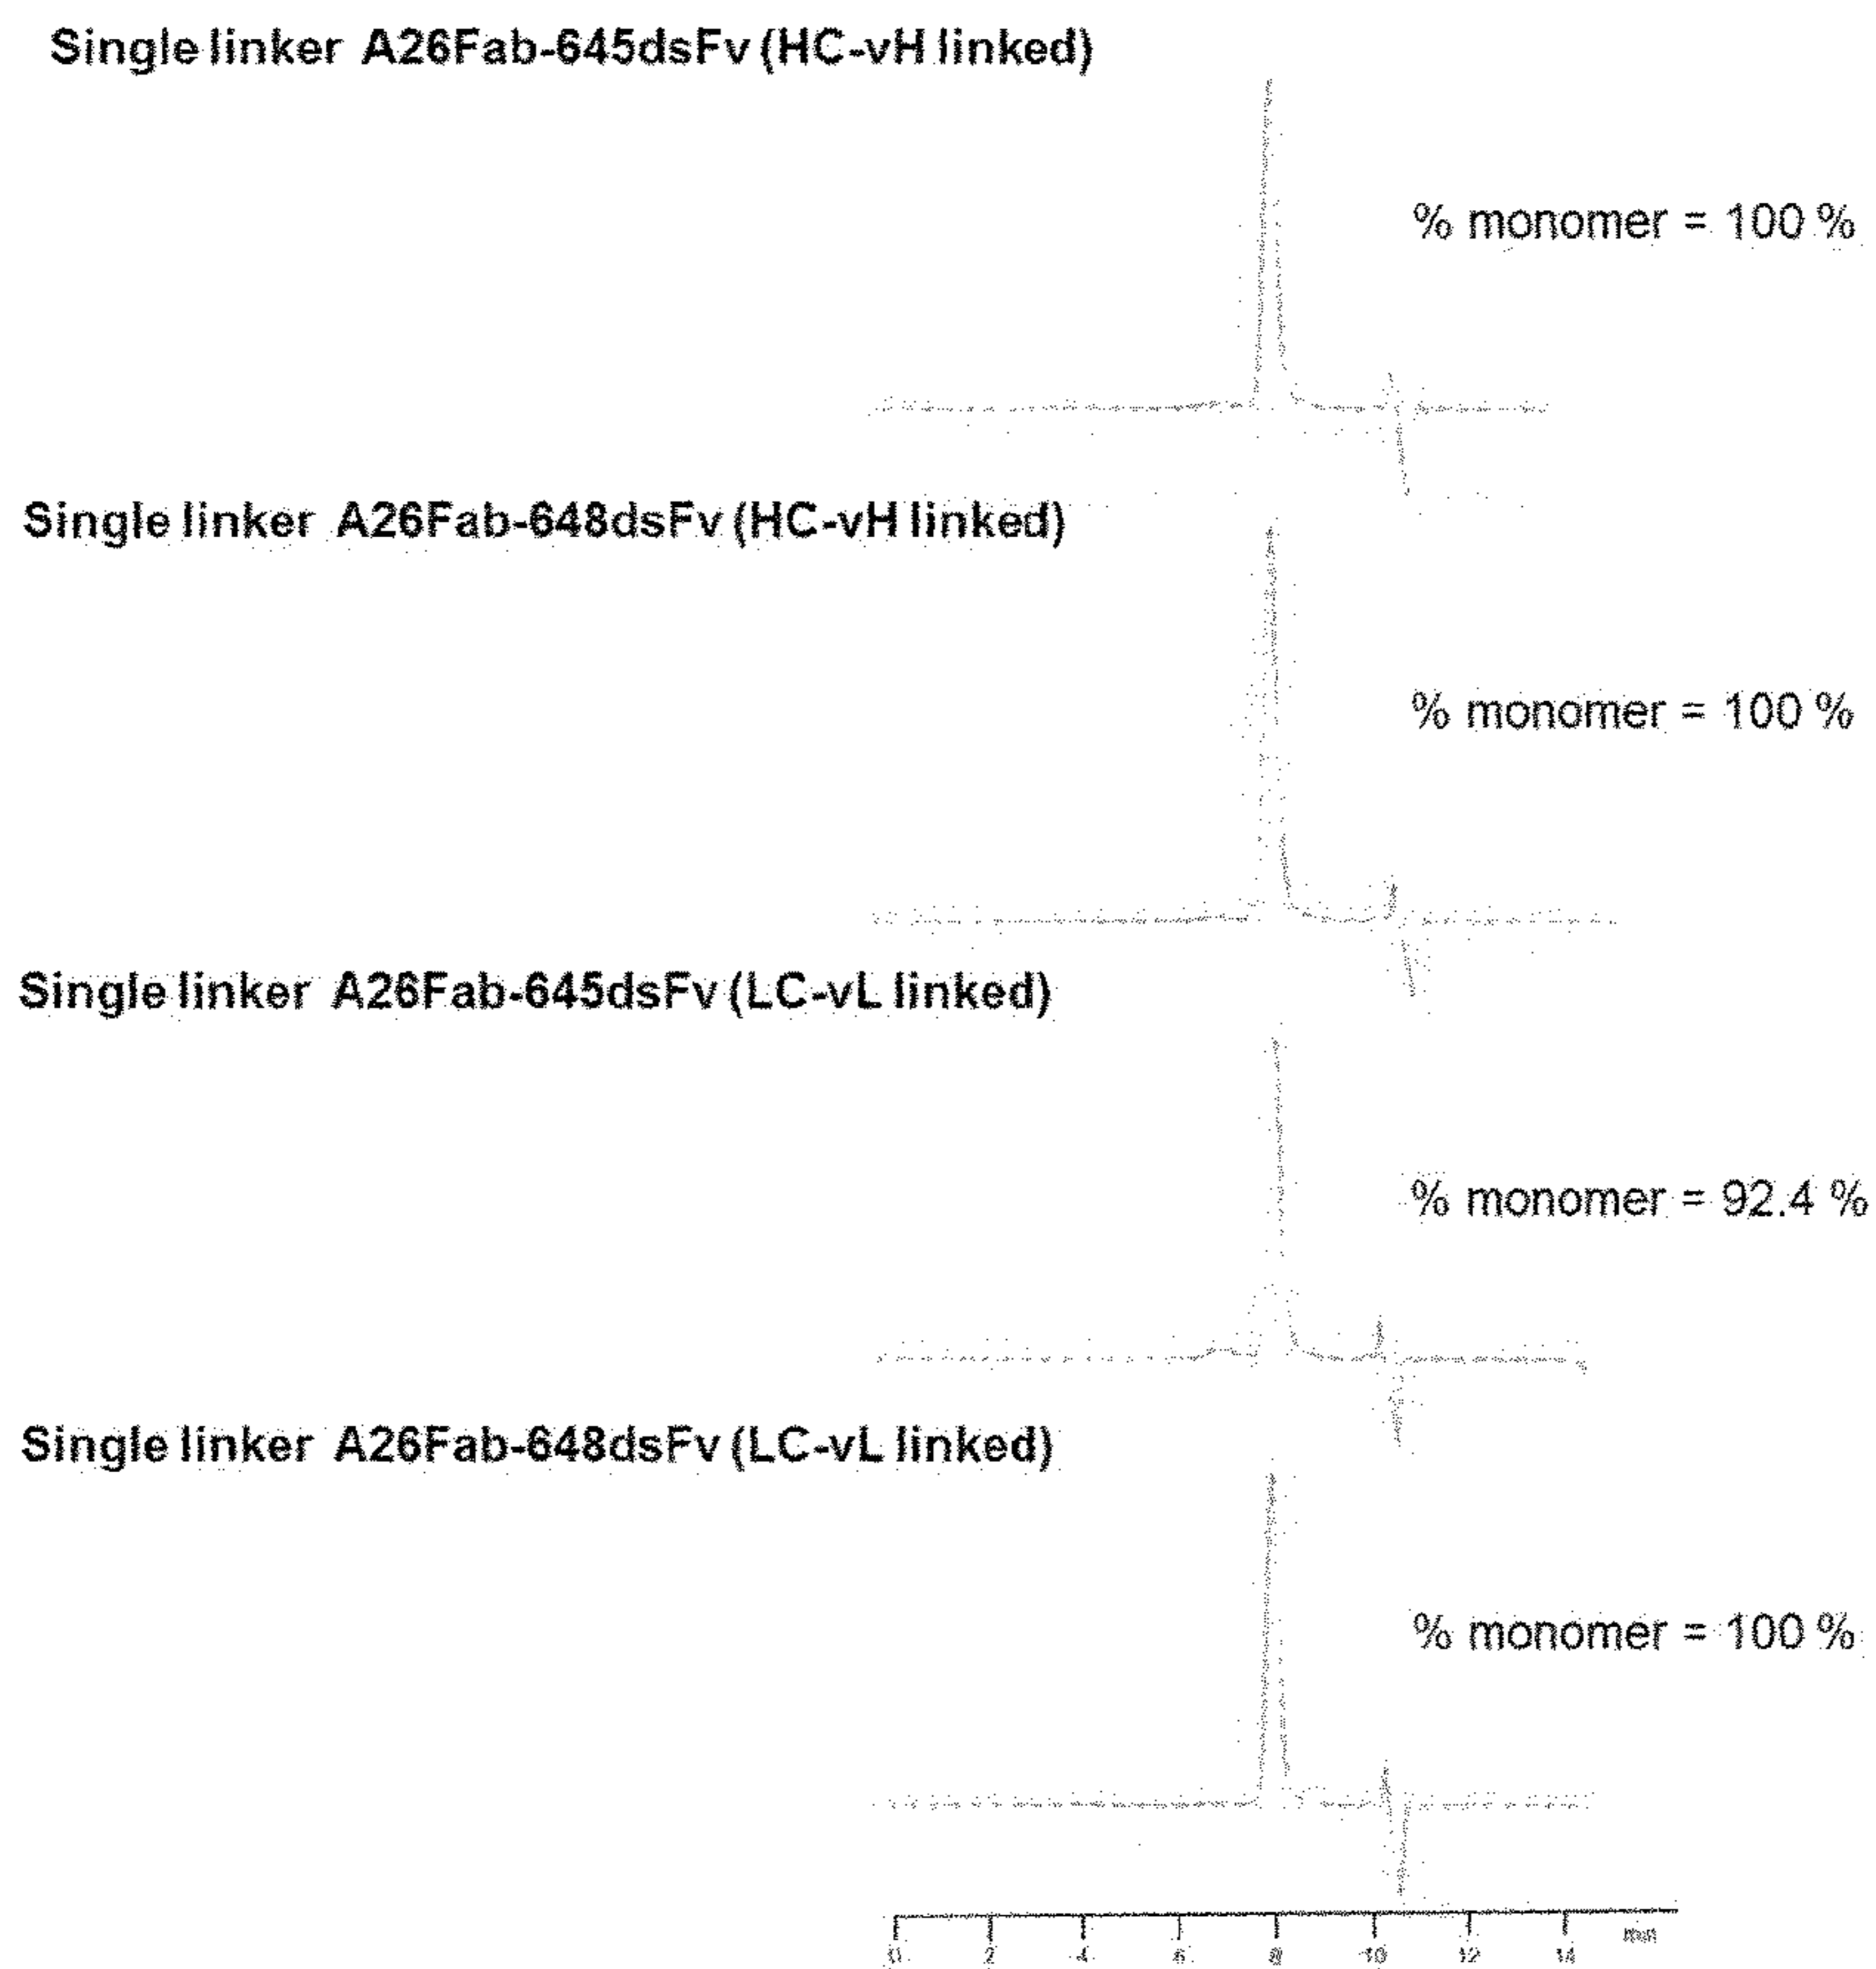 Single linker A26Fab-645dsFv (HC-vH linked)
% monomer = 100 %
Single linker A26Fab-648dsFv (HC-vH linked)
% monomer = 100 %
Single linker A26Fab-645dsFv (LC-vL linked)
% monomer = 92.4 %
Single linker A26Fab-648dsFv (LC-vL linked)
% monomer = 100 %
0 2 4 6 8 10 12 14 min